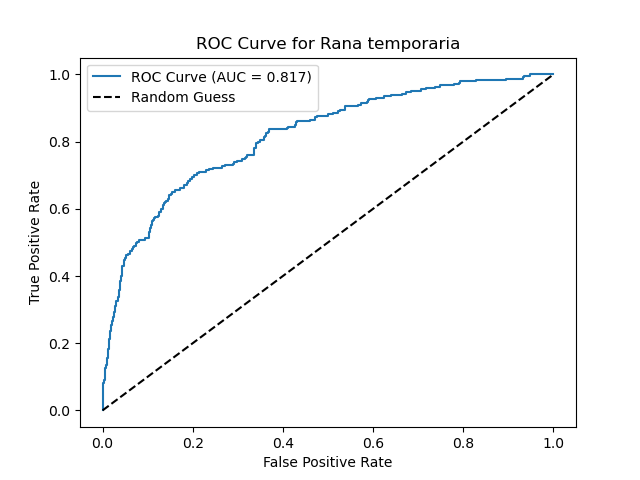 ROC Curve for Rana temporaria
ROC Curve (AUC = 0.817)
Random Guess
1.0
0.8
0.6
0.4
0.2
0.0
True Positive Rate
0.0 0.2 0.4 0.6 0.8 1.0
False Positive Rate